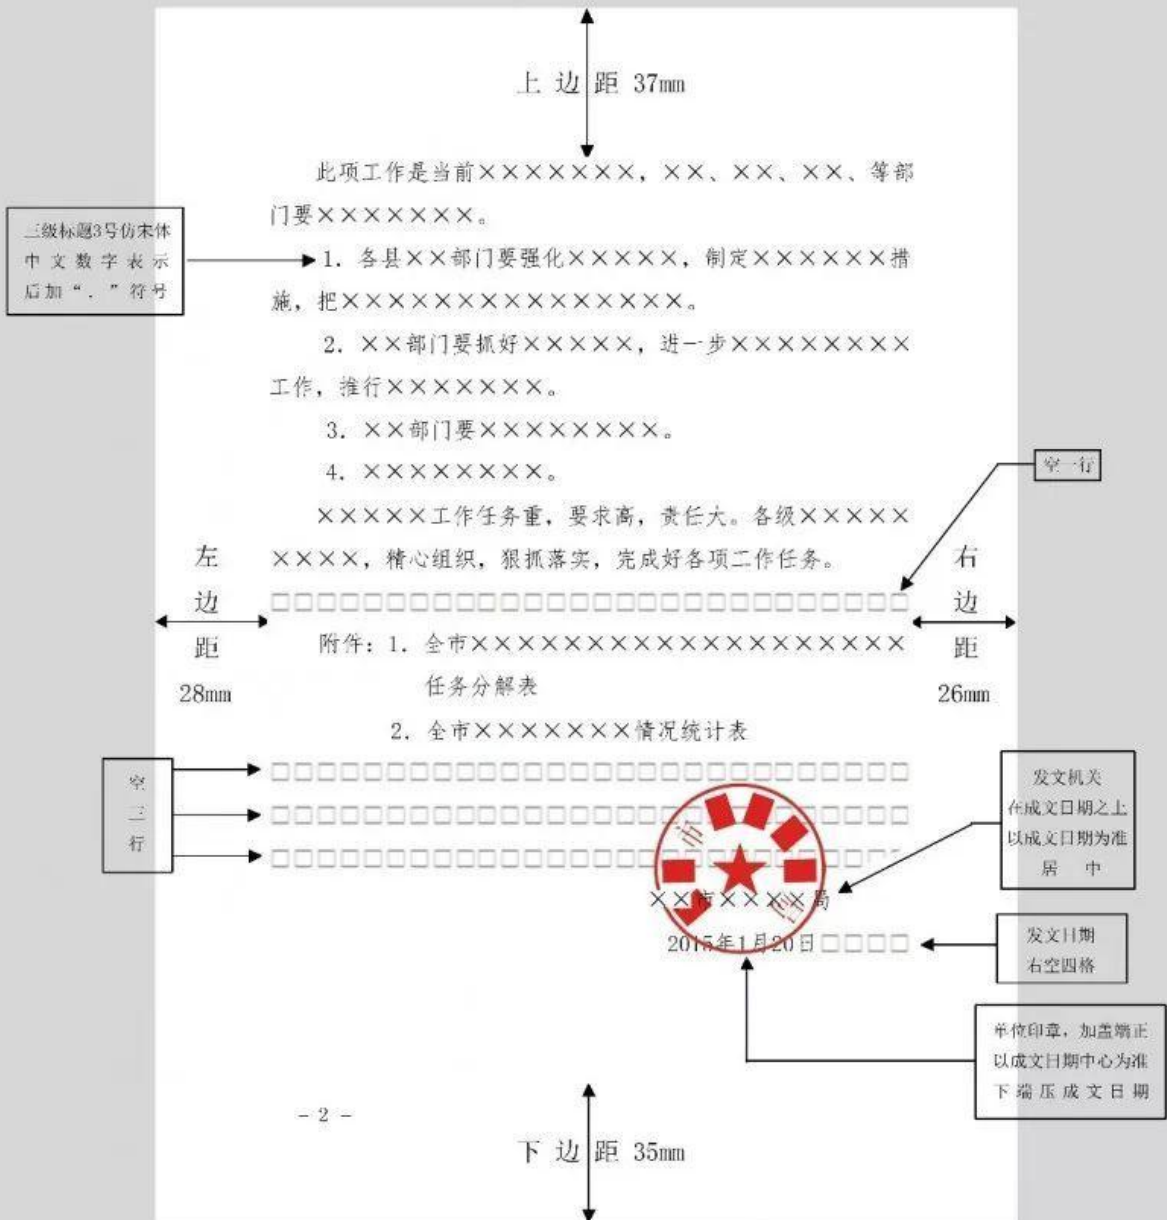 上边距 37mm
此项工作是当前×××××××，××、××、××、等部
门要×××××××。
三级标题3号仿宋体
中文数字表示
后加“．”符号
1．各县××部门要强化×××××，制定××××××措
施，把×××××××××××××××。
2．××部门要抓好×××××，进一步××××××××
工作，推行×××××××。
3．××部门要××××××××。
4．××××××××。
空一行
×××××工作任务重，要求高，责任大。各级×××××
××××，精心组织，狠抓落实，完成好各项工作任务。
左边距
28mm
右边距
26mm
□□□□□□□□□□□□□□□□□□□□□□□□□□□□
附件：1．全市×××××××××××××××××××
任务分解表
2．全市×××××××情况统计表
空三行
□□□□□□□□□□□□□□□□□□□□□□□□□□□□
□□□□□□□□□□□□□□□□□□□□□□□□□□□□
□□□□□□□□□□□□□□□□□□□□□□□□□□□□
市
发文机关
在成文日期之上
以成文日期为准
居中
××市××××局
2015年1月20日□□□□
发文日期
右空四格
单位印章，加盖端正
以成文日期中心为准
下端压成文日期
－2－
下边距 35mm